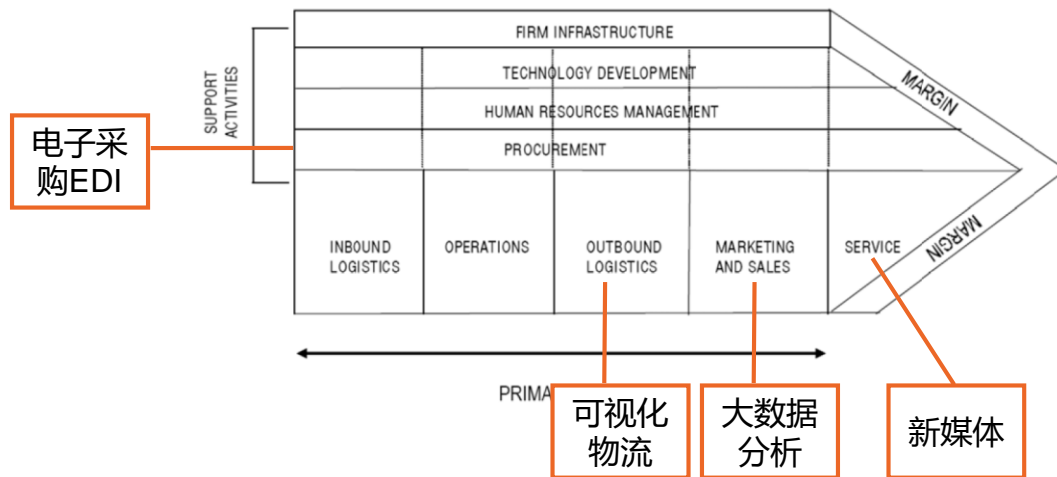 FIRM INFRASTRUCTURE
TECHNOLOGY DEVELOPMENT
HUMAN RESOURCES MANAGEMENT
PROCUREMENT
SUPPORT
ACTIVITIES
MARGIN
MARGIN
电子采
购EDI
INBOUND
LOGISTICS
OPERATIONS
OUTBOUND
LOGISTICS
MARKETING
AND SALES
SERVICE
PRIMA
可视化
物流
大数据
分析
新媒体